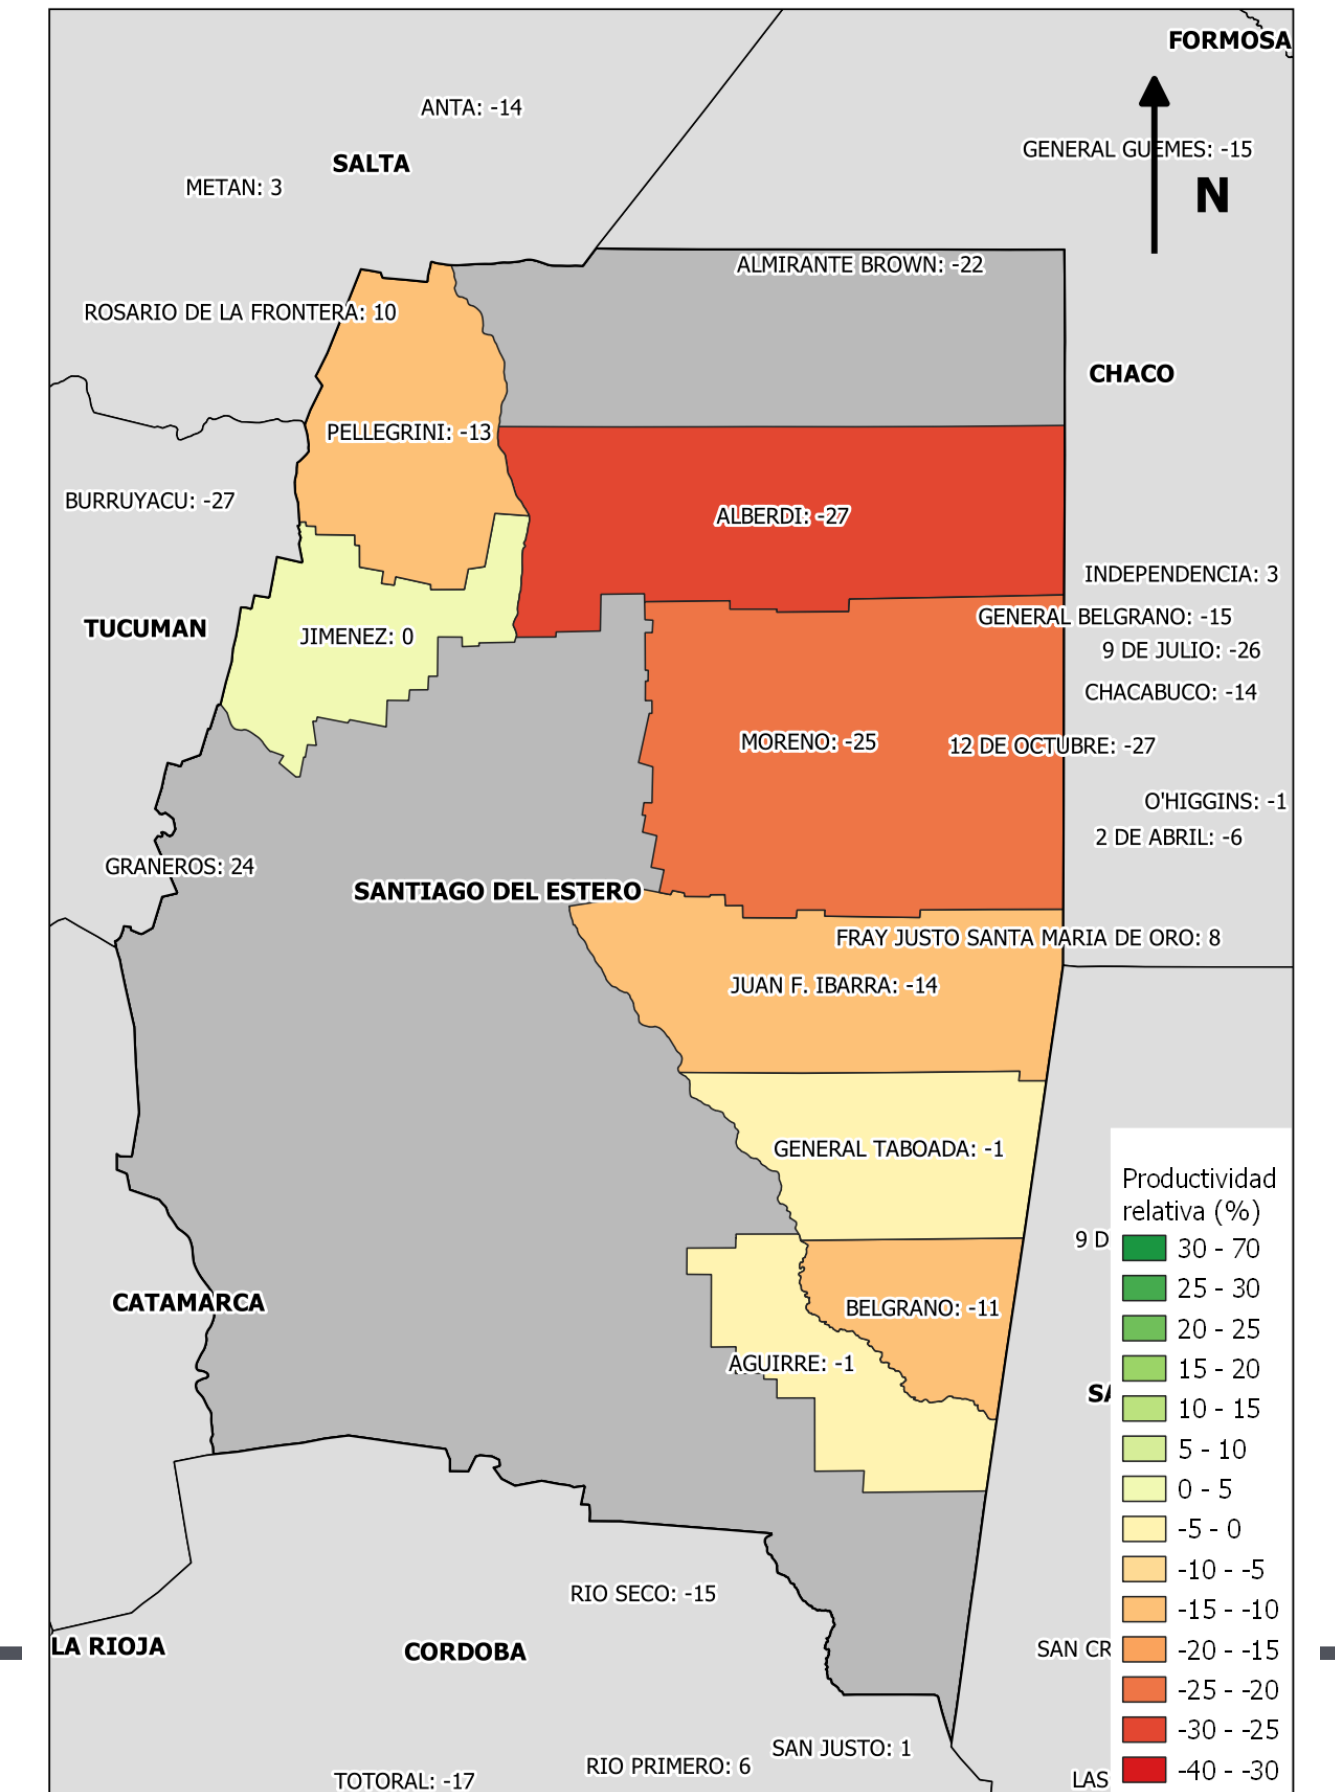 FORMOSA
ANTA: -14
GENERAL GUEMES: -15
SALTA
METAN: 3
N
ALMIRANTE BROWN: -22
ROSARIO DE LA FRONTERA: 10
CHACO
PELLEGRINI: -13
BURRUYACU: -27
ALBERDI: -27
INDEPENDENCIA: 3
GENERAL BELGRANO: -15
TUCUMAN
JIMENEZ: 0
9 DE JULIO: -26
CHACABUCO: -14
MORENO: -25
12 DE OCTUBRE: -27
O'HIGGINS: -1
2 DE ABRIL: -6
GRANEROS: 24
SANTIAGO DEL ESTERO
FRAY JUSTO SANTA MARIA DE ORO: 8
JUAN F. IBARRA: -14
GENERAL TABOADA: -1
9 D
CATAMARCA
BELGRANO: -11
AGUIRRE: -1
SA
RIO SECO: -15
LA RIOJA
CORDOBA
SAN CR
SAN JUSTO: 1
RIO PRIMERO: 6
TOTORAL: -17
LAS
Productividad
relativa (%)
30 - 70
25 - 30
20 - 25
15 - 20
10 - 15
5 - 10
0 - 5
-5 - 0
-10 - -5
-15 - -10
-20 - -15
-25 - -20
-30 - -25
-40 - -30